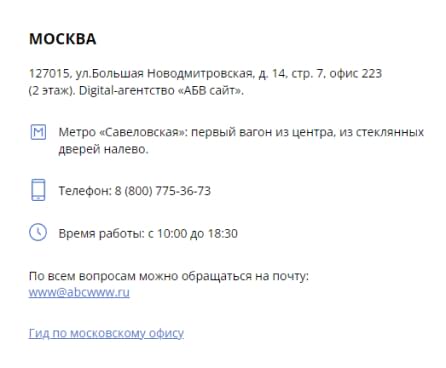 МОСКВА
127015, ул.Большая Новодмитровская, д. 14, стр. 7, офис 223
(2 этаж). Digital-агентство «АБВ сайт».
Метро «Савеловская»: первый вагон из центра, из стеклянных
дверей налево.
Телефон: 8 (800) 775-36-73
Время работы: с 10:00 до 18:30
По всем вопросам можно обращаться на почту:
www@abcwww.ru
Гид по московскому офису